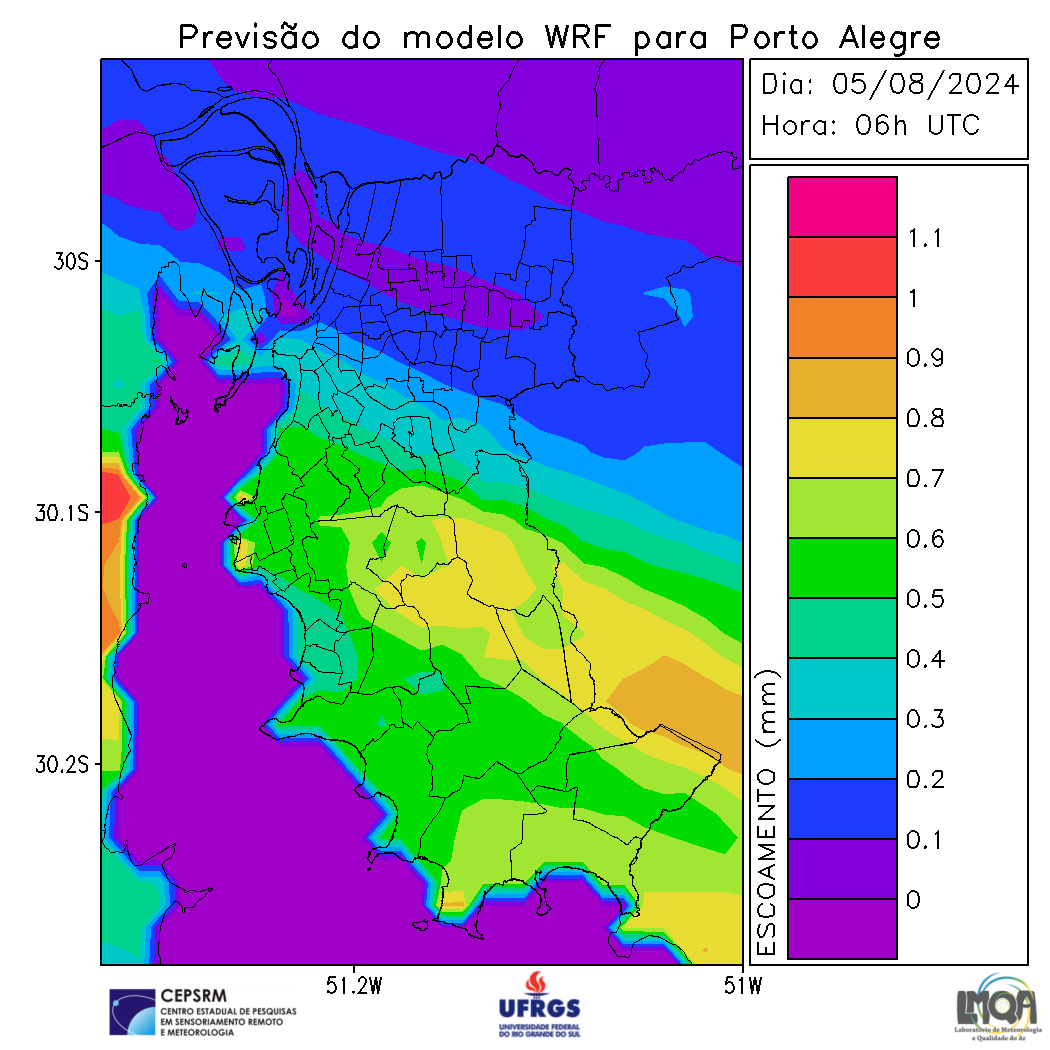 Previsão do modelo WRF para Porto Alegre
Dia: 05/08/2024
Hora: 06h UTC
30S
30.1S
30.2S
51.2W
51W
ESCOAMENTO (mm)
1.1
1
0.9
0.8
0.7
0.6
0.5
0.4
0.3
0.2
0.1
0
CEPSRM
CENTRO ESTADUAL DE PESQUISAS
EM SENSORIAMENTO REMOTO
E METEOROLOGIA
UFRGS
UNIVERSIDADE FEDERAL
DO RIO GRANDE DO SUL
LMQA
Laboratório de Meteorologia
e Qualidade do Ar